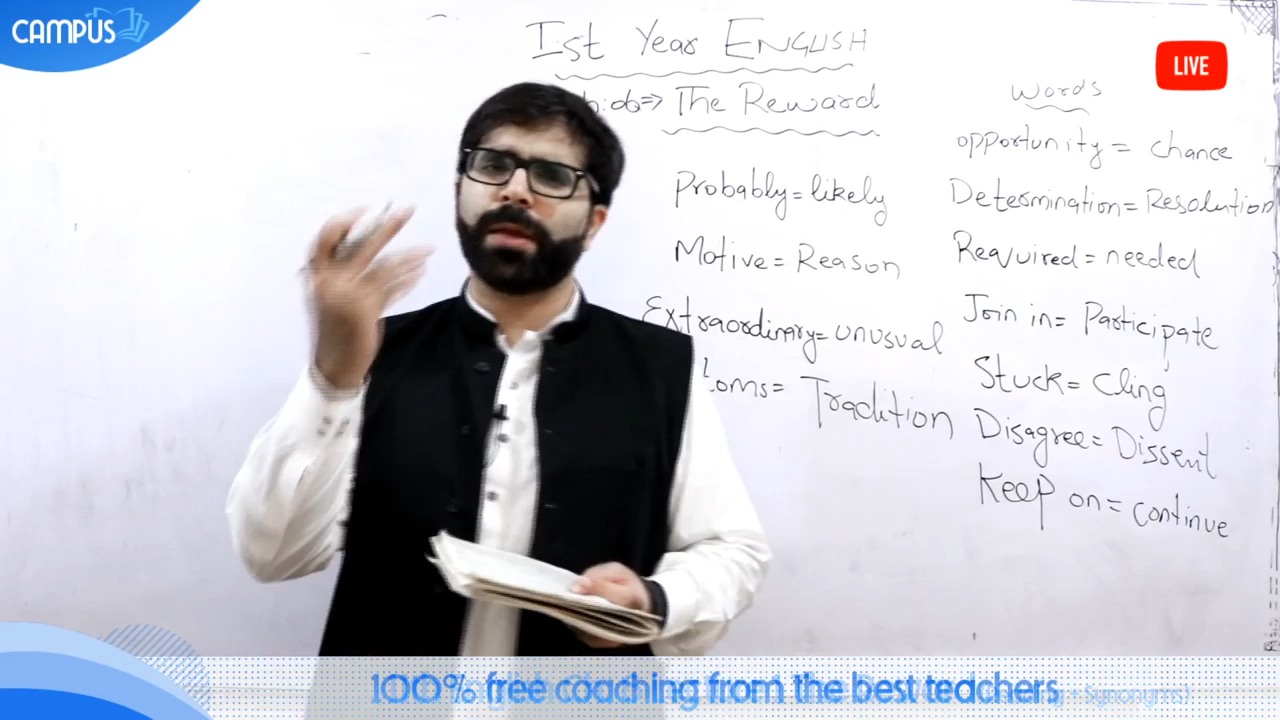 CAMPUS
LIVE
Ist Year ENGLISH
The Reward
Probably = likely
Motive = Reason
Extraordinary = unusual
toms = Tradition
Words
opportunity = chance
Determination = Resolution
Required = needed
Join in = Participate
Stuck = Cling
Disagree = Dissent
Keep on = continue
100% free coaching from the best teachers
+ Synonyms)